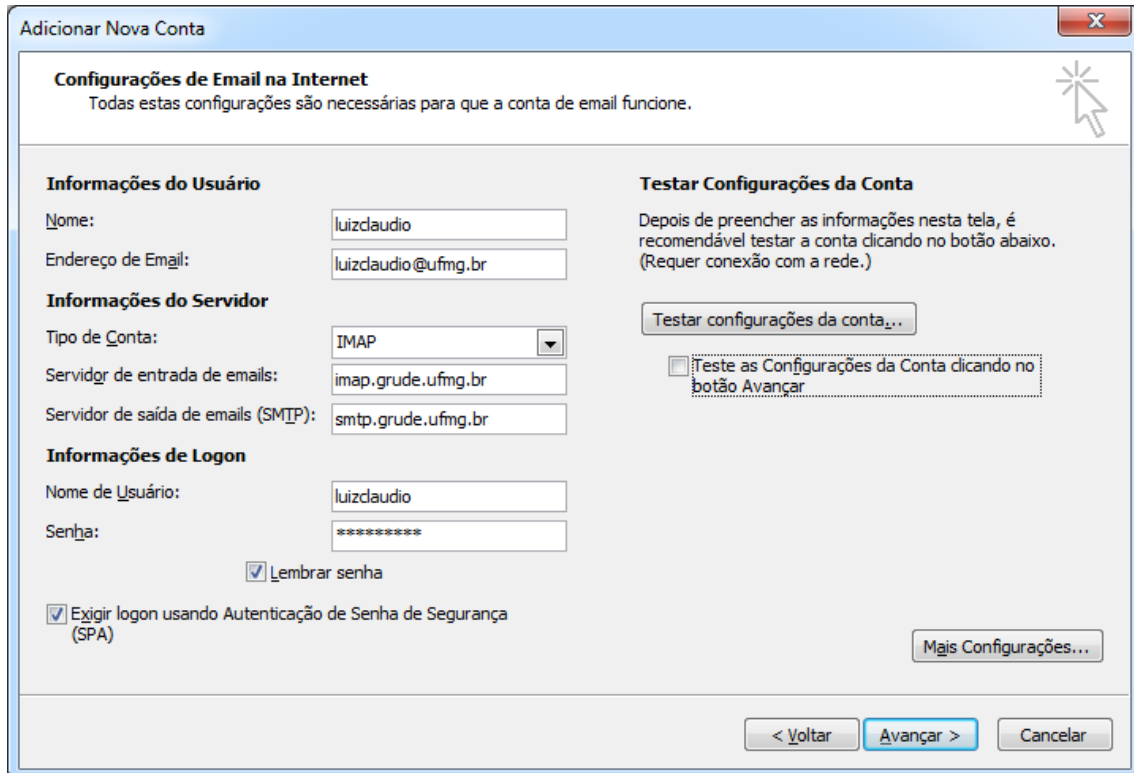 Adicionar Nova Conta
Configurações de Email na Internet
Todas estas configurações são necessárias para que a conta de email funcione.
Informações do Usuário
Nome:
luizclaudio
Endereço de Email:
luizclaudio@ufmg.br
Informações do Servidor
Tipo de Conta:
IMAP
Servidor de entrada de emails:
imap.grude.ufmg.br
Servidor de saída de emails (SMTP):
smtp.grude.ufmg.br
Informações de Logon
Nome de Usuário:
luizclaudio
Senha:
*********
Lembrar senha
Exigir logon usando Autenticação de Senha de Segurança
(SPA)
Testar Configurações da Conta
Depois de preencher as informações nesta tela, é
recomendável testar a conta clicando no botão abaixo.
(Requer conexão com a rede.)
Testar configurações da conta...
Teste as Configurações da Conta clicando no
botão Avançar
Mais Configurações...
< Voltar
Avançar >
Cancelar